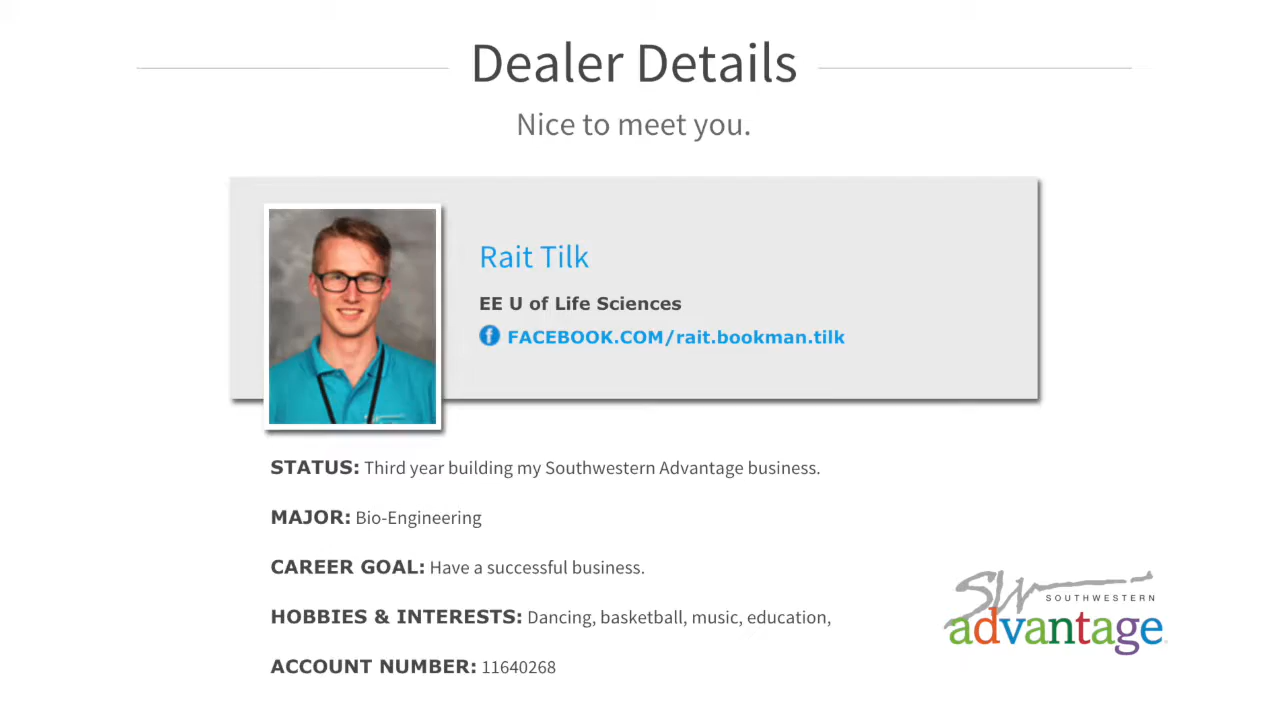 Dealer Details
Nice to meet you.
Rait Tilk
EE U of Life Sciences
f FACEBOOK.COM/rait.bookman.tilk
STATUS: Third year building my Southwestern Advantage business.
MAJOR: Bio-Engineering
CAREER GOAL: Have a successful business.
HOBBIES & INTERESTS: Dancing, basketball, music, education,
ACCOUNT NUMBER: 11640268
SW SOUTHWESTERN
advantage